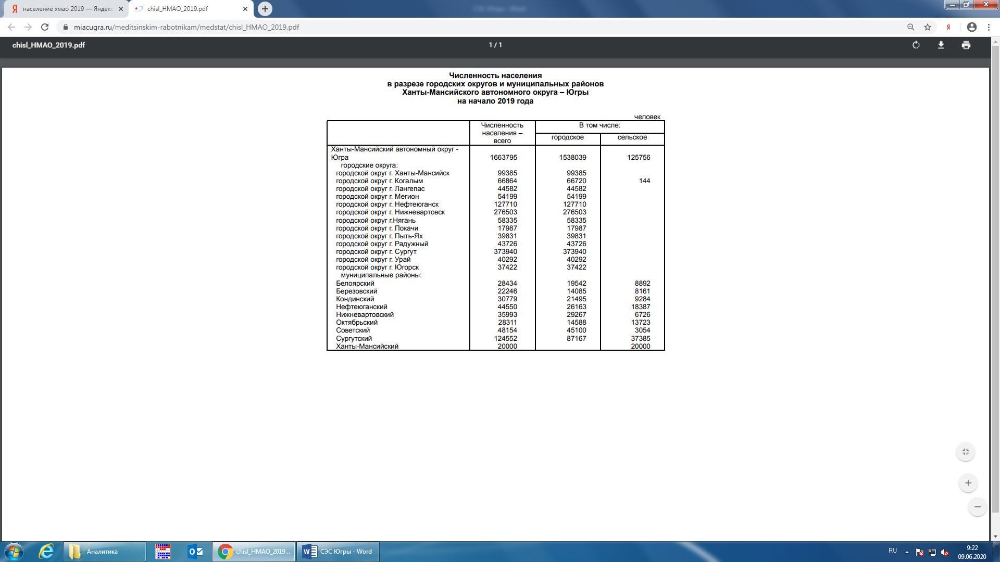 население хмао 2019 — Яндекс
chisl_HMAO_2019.pdf
СЭС Югры - Word
miacugra.ru/meditsinskim-rabotnikam/medstat/chisl_HMAO_2019.pdf
chisl_HMAO_2019.pdf 1 / 1
Численность населения
в разрезе городских округов и муниципальных районов
Ханты-Мансийского автономного округа – Югры
на начало 2019 года
человек
Численность населения – всего В том числе:
городское сельское
Ханты-Мансийский автономный округ -
Югра 1663795 1538039 125756
городские округа:
городской округ г. Ханты-Мансийск 99385 99385
городской округ г. Когалым 66864 66720 144
городской округ г. Лангепас 44582 44582
городской округ г. Мегион 54199 54199
городской округ г. Нефтеюганск 127710 127710
городской округ г. Нижневартовск 276503 276503
городской округ г.Нягань 58335 58335
городской округ г. Покачи 17987 17987
городской округ г. Пыть-Ях 39831 39831
городской округ г. Радужный 43726 43726
городской округ г. Сургут 373940 373940
городской округ г. Урай 40292 40292
городской округ г. Югорск 37422 37422
муниципальные районы:
Белоярский 28434 19542 8892
Березовский 22246 14085 8161
Кондинский 30779 21495 9284
Нефтеюганский 44550 26163 18387
Нижневартовский 35993 29267 6726
Октябрьский 28311 14588 13723
Советский 48154 45100 3054
Сургутский 124552 87167 37385
Ханты-Мансийский 20000 20000
Аналитика
chisl_HMAO_2019...
СЭС Югры - Word
RU
9:22
09.06.2020